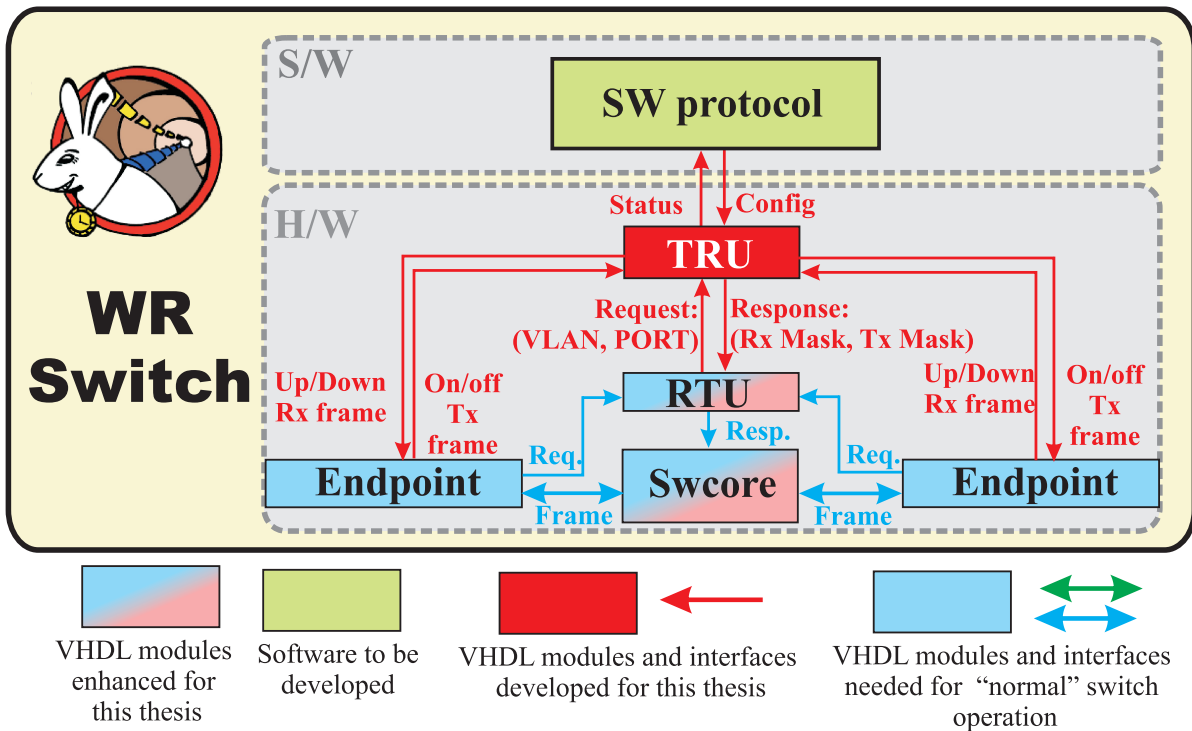 WR
Switch
S/W
SW protocol
H/W
Status
Config
TRU
Request:
(VLAN, PORT)
Response:
(Rx Mask, Tx Mask)
Up/Down
Rx frame
On/off
Tx
frame
RTU
Up/Down
Rx frame
On/off
Tx
frame
Req.
Resp.
Req.
Endpoint
Swcore
Endpoint
Frame
Frame
VHDL modules
enhanced for
this thesis
Software to be
developed
VHDL modules and interfaces
developed for this thesis
VHDL modules and interfaces
needed for “normal” switch
operation